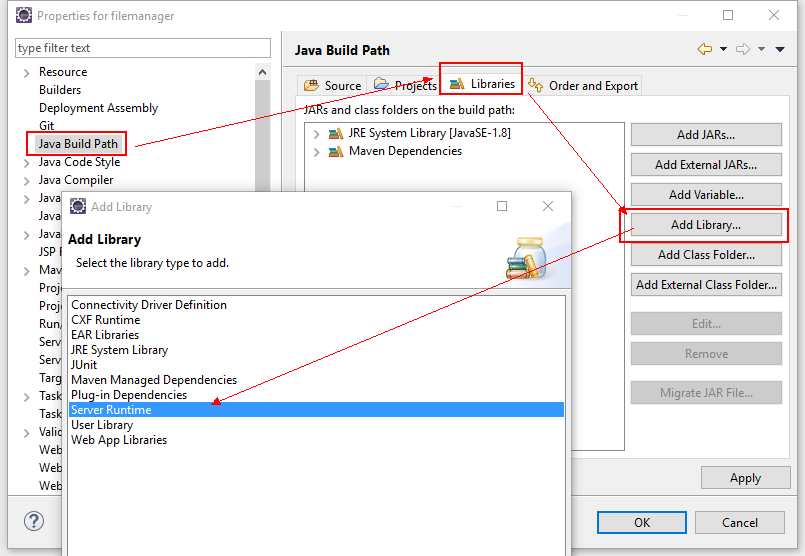 Properties for filemanager
type filter text
Resource
Builders
Deployment Assembly
Git
Java Build Path
Java Code Style
Java Compiler
Java
Java
Java
JSP F
Mave
Proje
Proje
Run/
Serve
Serve
Targ
Task
Task
Valid
Web
Web
Web
Java Build Path
Source
Projects
Libraries
Order and Export
JARs and class folders on the build path:
JRE System Library [JavaSE-1.8]
Maven Dependencies
Add JARs...
Add External JARs...
Add Variable...
Add Library...
Add Class Folder...
Add External Class Folder...
Edit...
Remove
Migrate JAR File...
Apply
OK
Cancel
Add Library
Add Library
Select the library type to add.
Connectivity Driver Definition
CXF Runtime
EAR Libraries
JRE System Library
JUnit
Maven Managed Dependencies
Plug-in Dependencies
Server Runtime
User Library
Web App Libraries